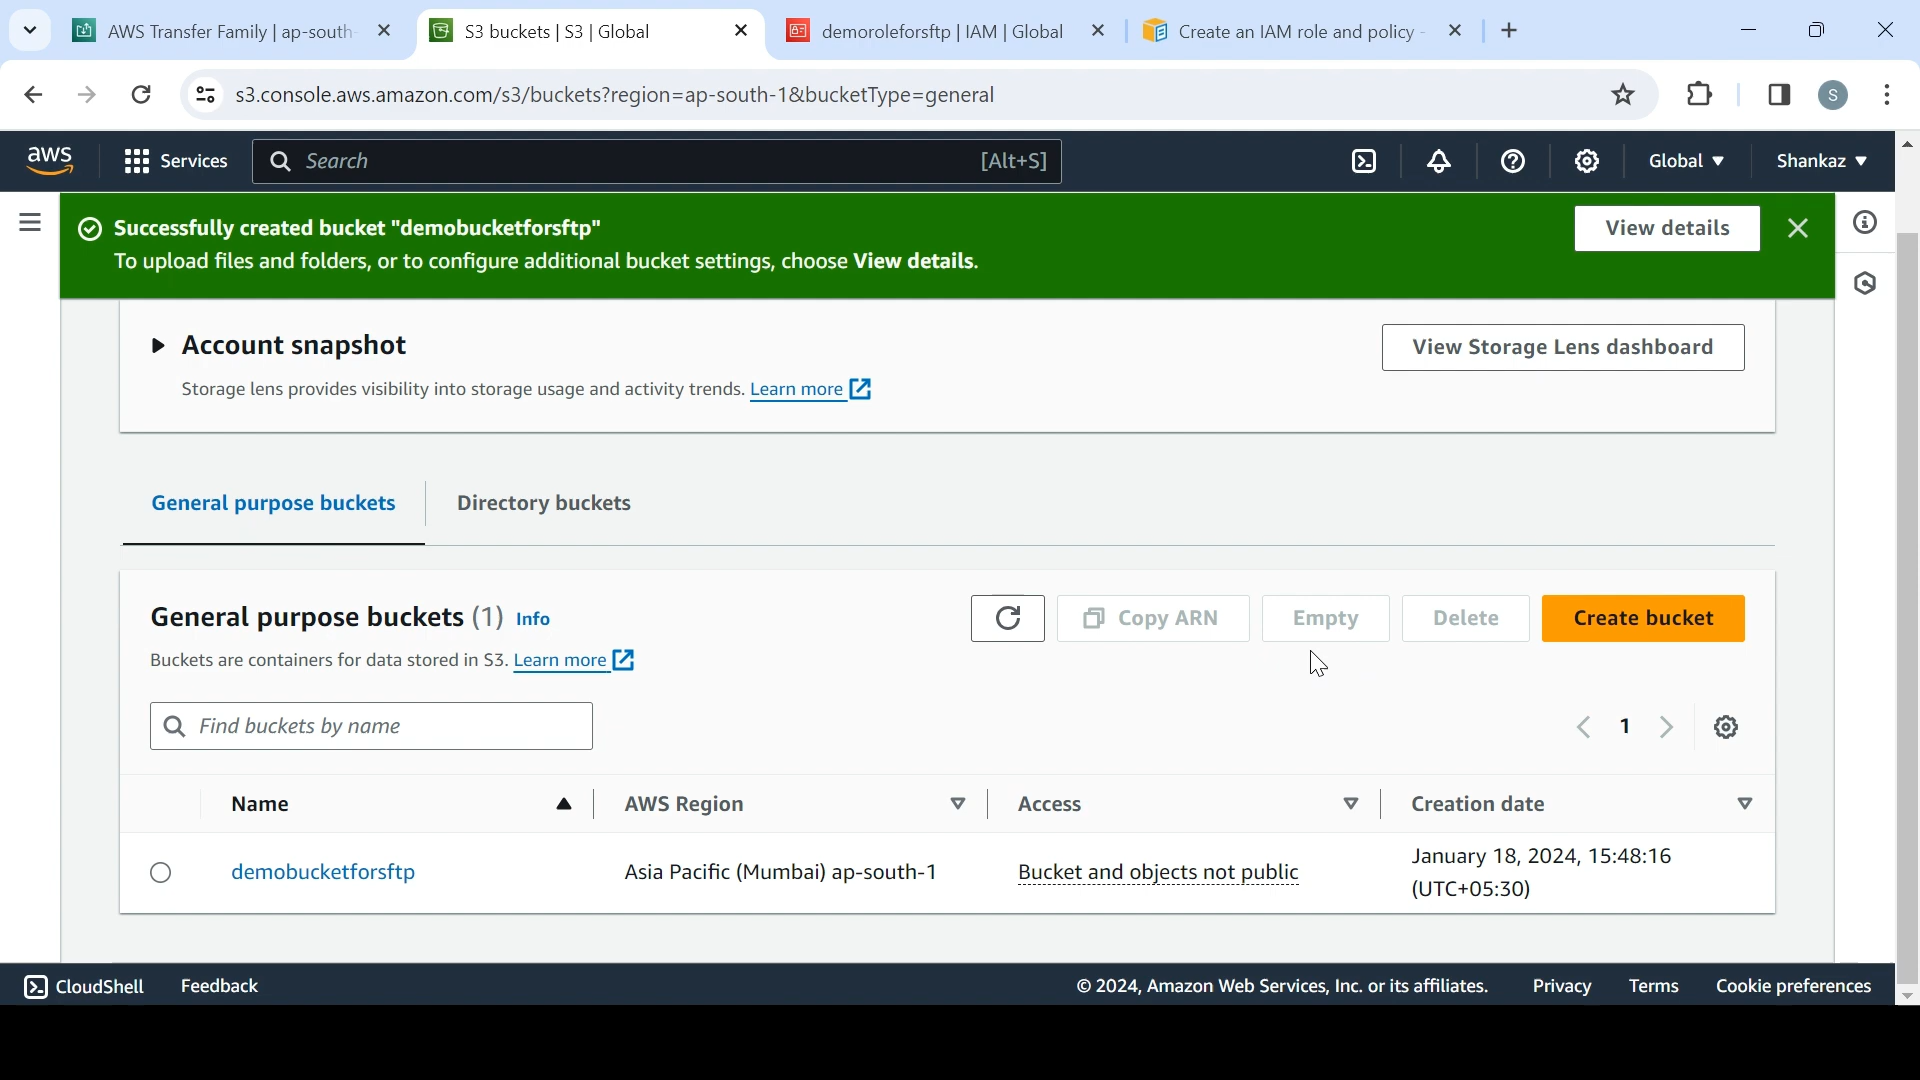 AWS Transfer Family | ap-south-
S3 buckets | S3 | Global
demoroleforsftp | IAM | Global
Create an IAM role and policy -
s3.console.aws.amazon.com/s3/buckets?region=ap-south-1&bucketType=general
S
aws
Services
Search
[Alt+S]
Global
Shankaz
Successfully created bucket "demobucketforsftp"
To upload files and folders, or to configure additional bucket settings, choose View details.
View details
Account snapshot
Storage lens provides visibility into storage usage and activity trends. Learn more
View Storage Lens dashboard
General purpose buckets
Directory buckets
General purpose buckets (1) Info
Buckets are containers for data stored in S3. Learn more
Copy ARN
Empty
Delete
Create bucket
Find buckets by name
1
Name
AWS Region
Access
Creation date
demobucketforsftp
Asia Pacific (Mumbai) ap-south-1
Bucket and objects not public
January 18, 2024, 15:48:16
(UTC+05:30)
CloudShell
Feedback
© 2024, Amazon Web Services, Inc. or its affiliates.
Privacy
Terms
Cookie preferences